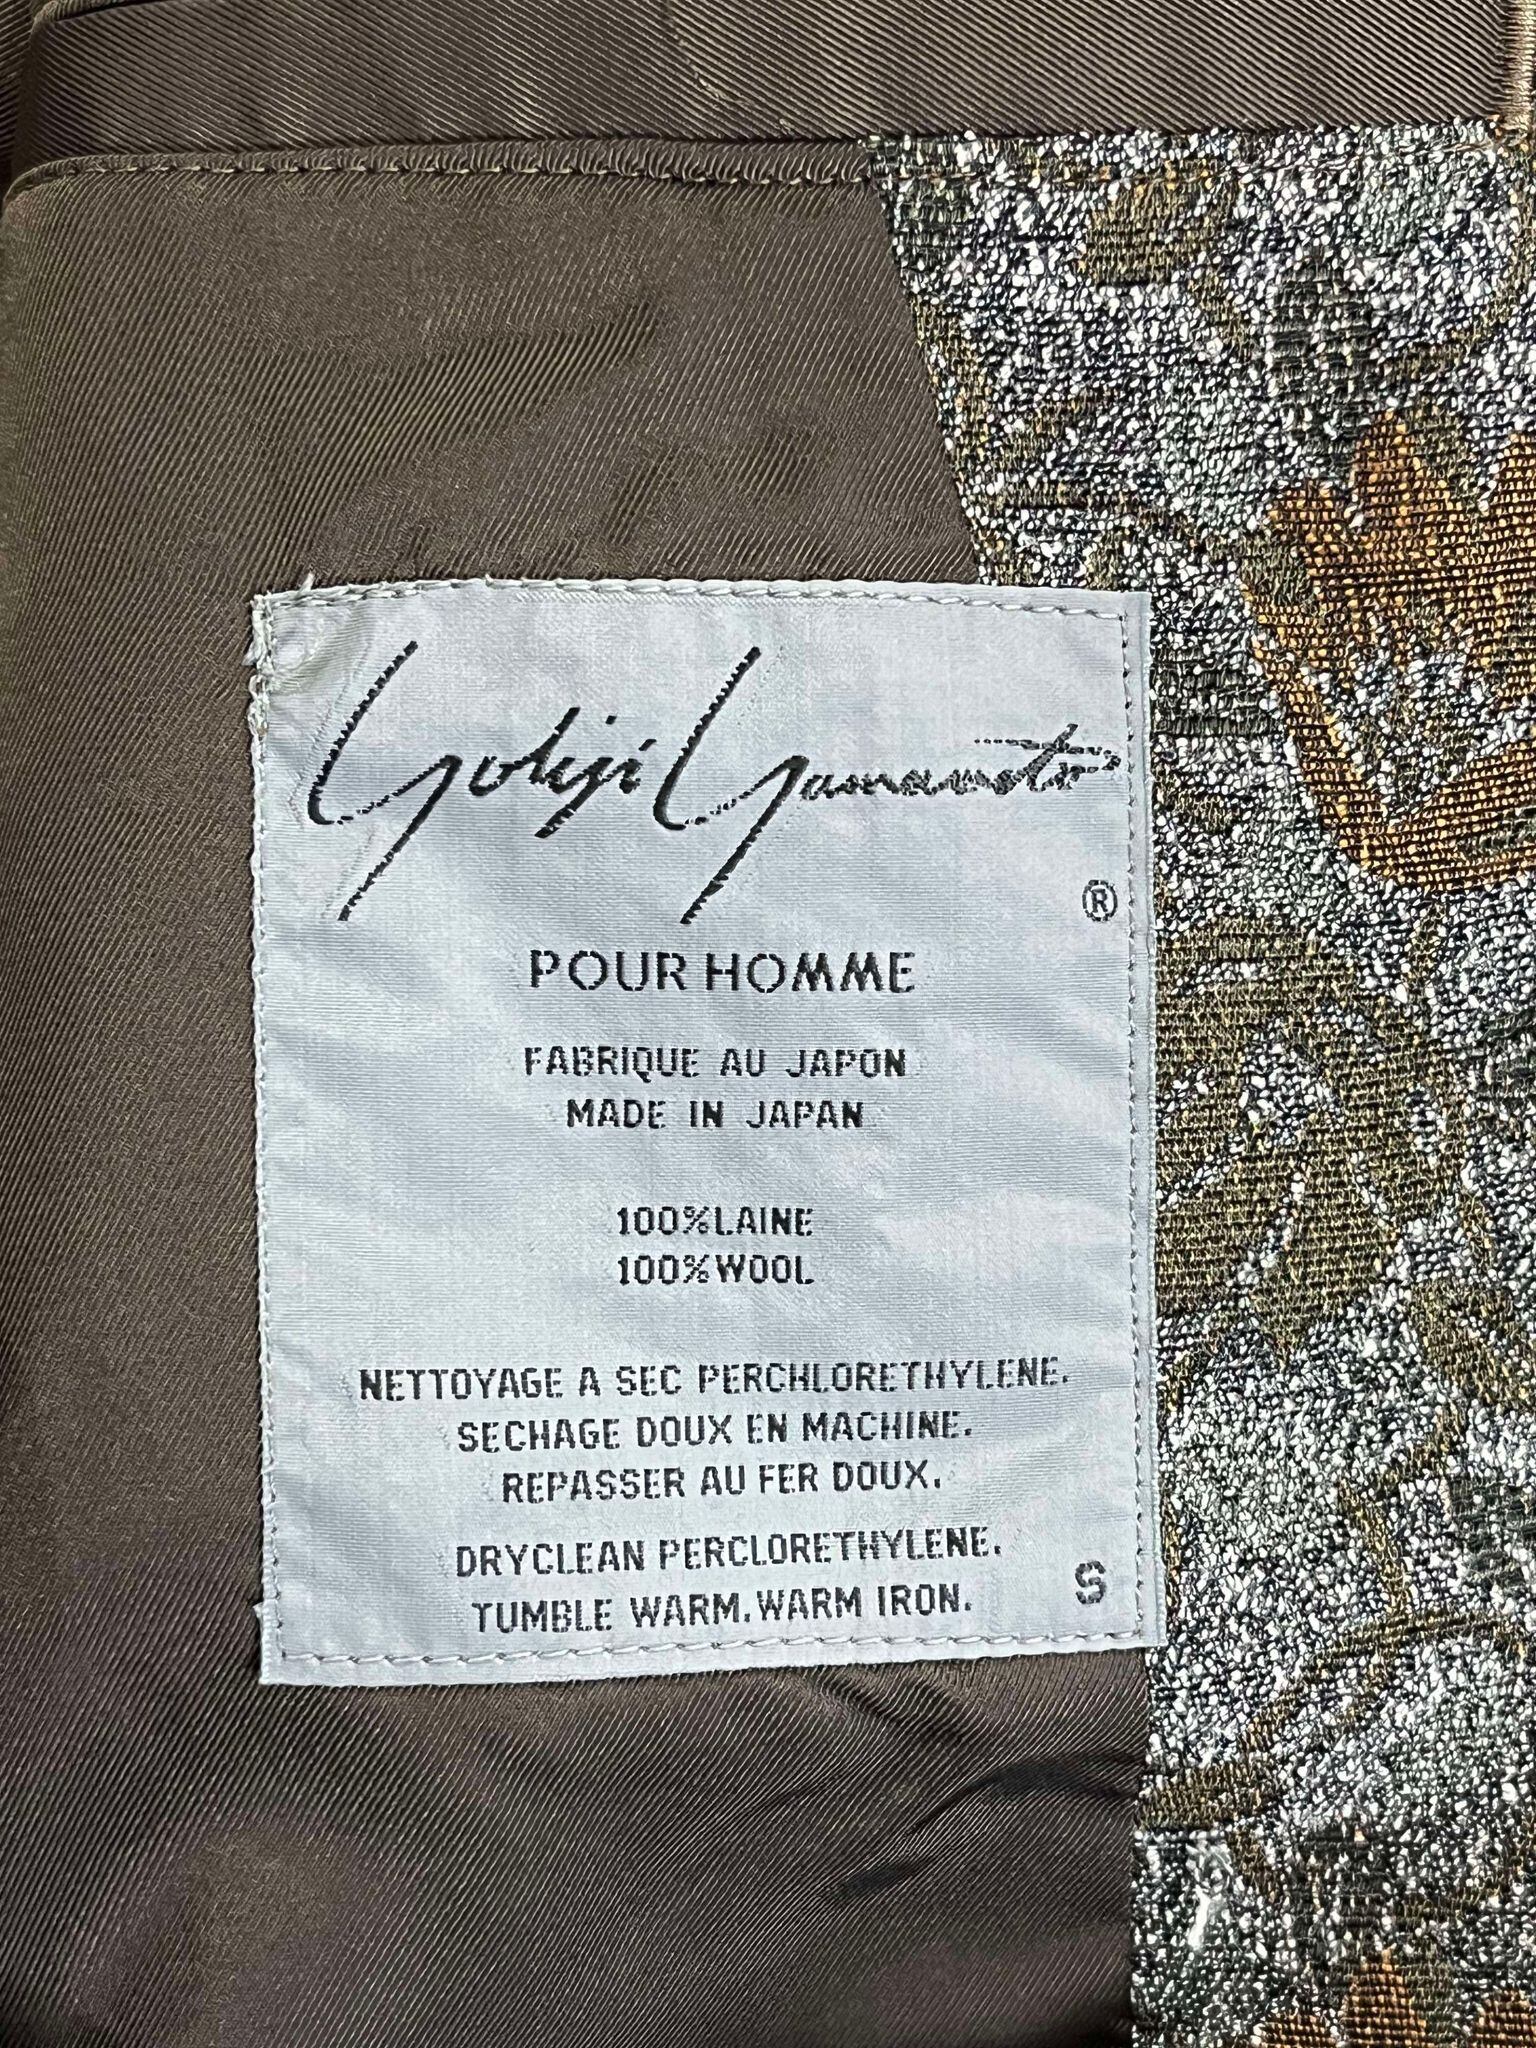 Yohji Yamamoto
®
POUR HOMME
FABRIQUE AU JAPON
MADE IN JAPAN
100%LAINE
100%WOOL
NETTOYAGE A SEC PERCHLORETHYLENE.
SECHAGE DOUX EN MACHINE.
REPASSER AU FER DOUX.
DRYCLEAN PERCLORETHYLENE.
TUMBLE WARM.WARM IRON.
S